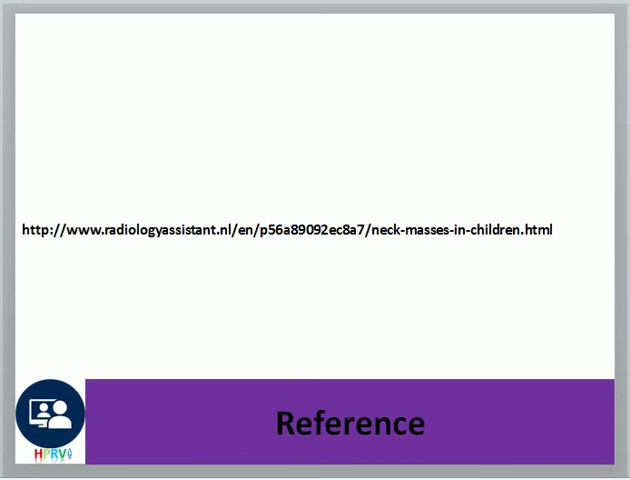 http://www.radiologyassistant.nl/en/p56a89092ec8a7/neck-masses-in-children.html
Reference
HPRV